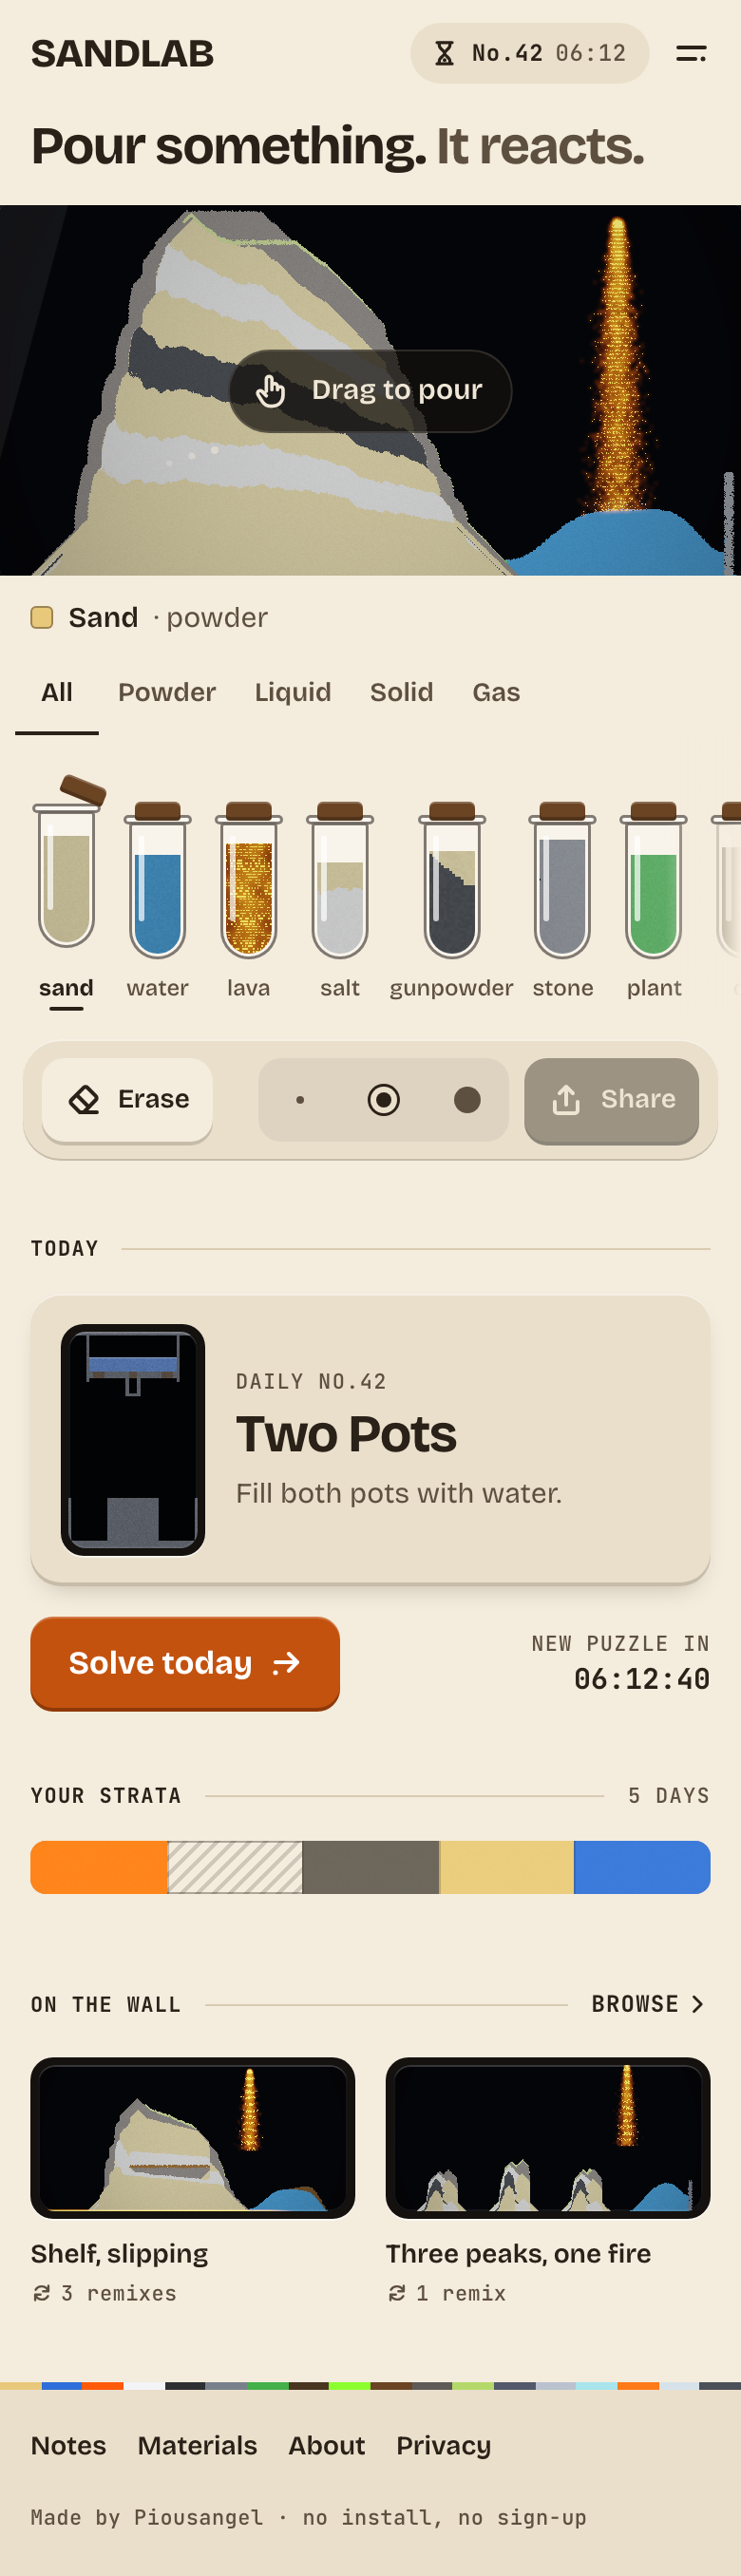 SANDLAB
No.42 06:12
Pour something. It reacts.
Drag to pour
Sand · powder
All Powder Liquid Solid Gas
sand water lava salt gunpowder stone plant
Erase Share
TODAY
DAILY NO.42
Two Pots
Fill both pots with water.
Solve today
NEW PUZZLE IN
06:12:40
YOUR STRATA 5 DAYS
ON THE WALL BROWSE
Shelf, slipping
3 remixes
Three peaks, one fire
1 remix
Notes Materials About Privacy
Made by Piousangel · no install, no sign-up